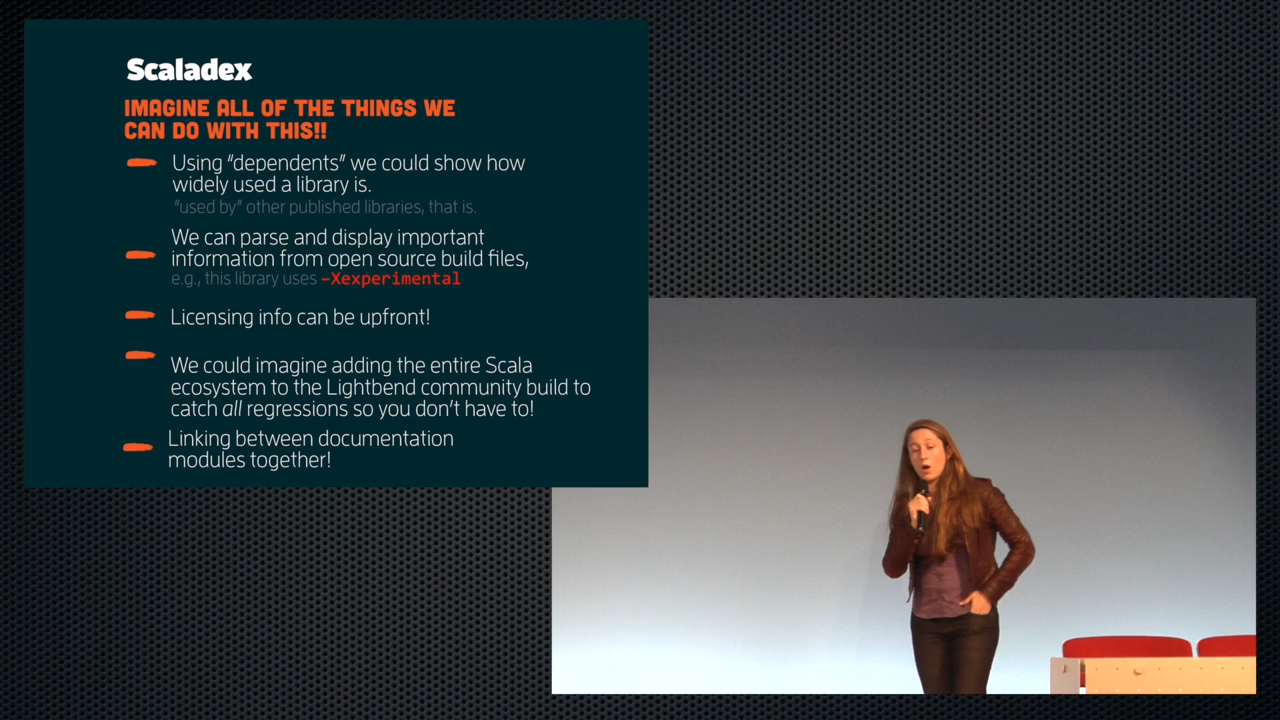 Scaladex
IMAGINE ALL OF THE THINGS WE
CAN DO WITH THIS!!
Using “dependents” we could show how
widely used a library is.
“used by” other published libraries, that is.
We can parse and display important
information from open source build files,
e.g., this library uses -Xexperimental
Licensing info can be upfront!
We could imagine adding the entire Scala
ecosystem to the Lightbend community build to
catch all regressions so you don’t have to!
Linking between documentation
modules together!